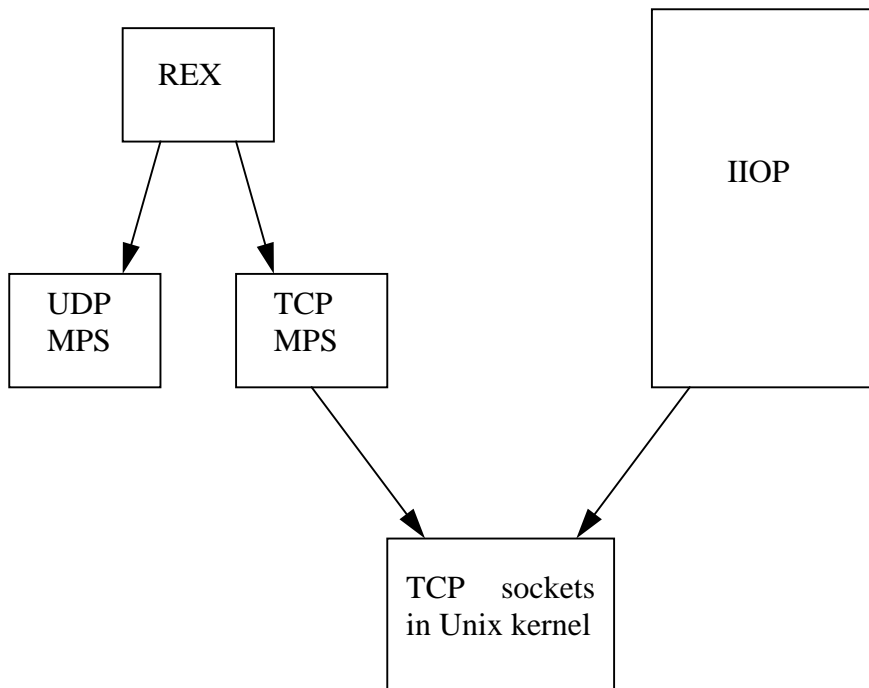 REX
IIOP
UDP
MPS
TCP
MPS
TCP sockets
in Unix kernel